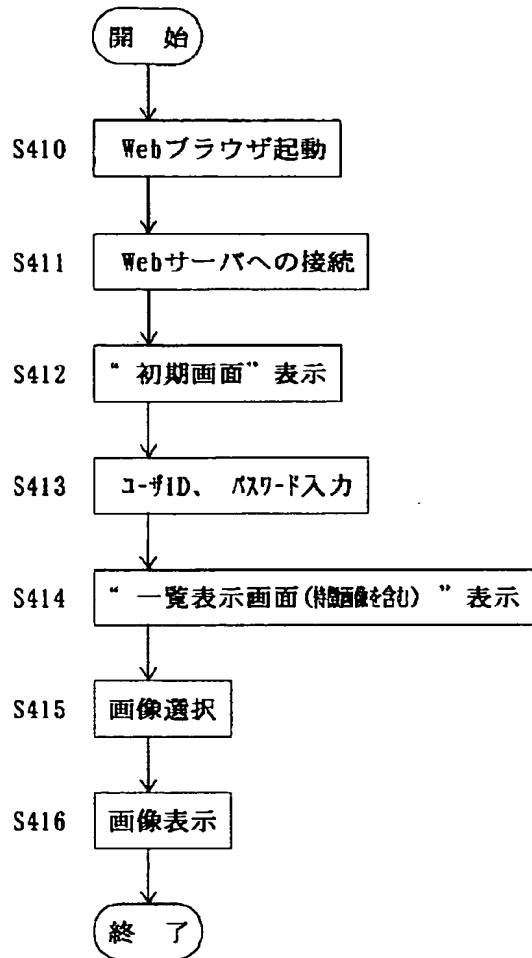 開 始
S410 Webブラウザ起動
S411 Webサーバへの接続
S412 “初期画面”表示
S413 ユーザID、 パスワード入力
S414 “一覧表示画面(画像を含む)”表示
S415 画像選択
S416 画像表示
終 了